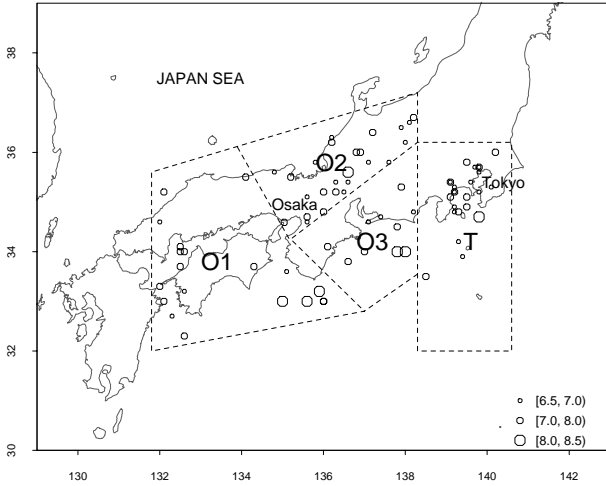 38
JAPAN SEA
36
O2
Tokyo
Osaka
34
O1
O3
T
32
[6.5, 7.0)
[7.0, 8.0)
[8.0, 8.5)
30
130
132
134
136
138
140
142